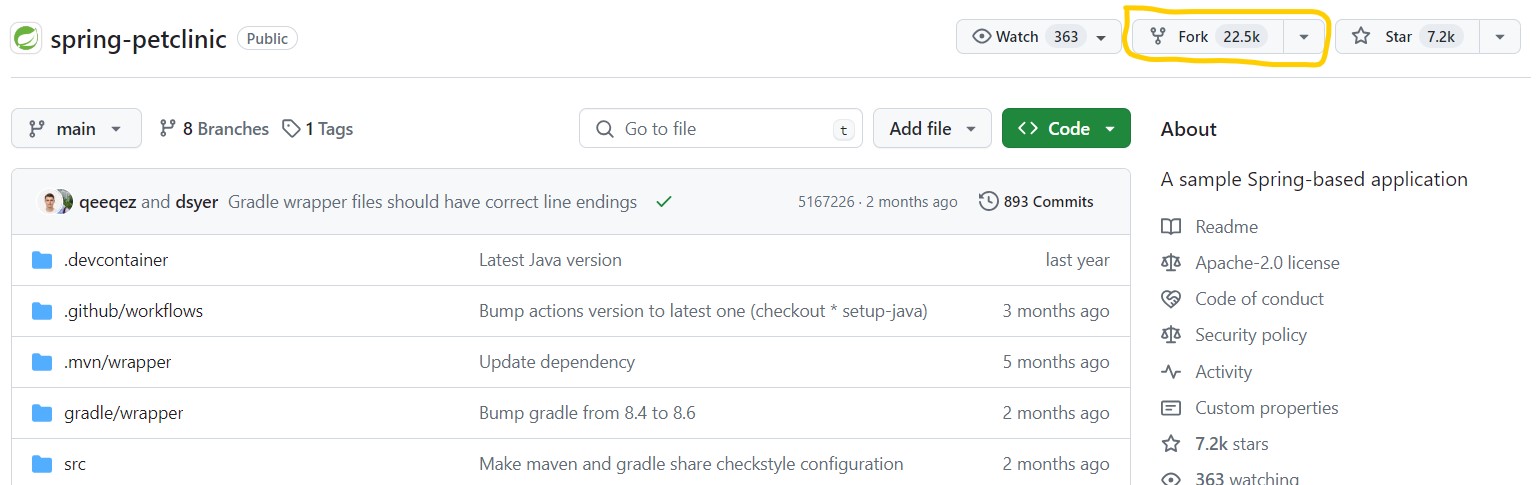 spring-petclinic Public Watch 363 Fork 22.5k Star 7.2k
main 8 Branches 1 Tags Go to file t Add file Code About
A sample Spring-based application
qeeqez and dsyer Gradle wrapper files should have correct line endings 5167226 · 2 months ago 893 Commits
Readme
.devcontainer Latest Java version last year
Apache-2.0 license
Code of conduct
.github/workflows Bump actions version to latest one (checkout * setup-java) 3 months ago
Security policy
.mvn/wrapper Update dependency 5 months ago
Activity
Custom properties
gradle/wrapper Bump gradle from 8.4 to 8.6 2 months ago
7.2k stars
src Make maven and gradle share checkstyle configuration 2 months ago
363 watching